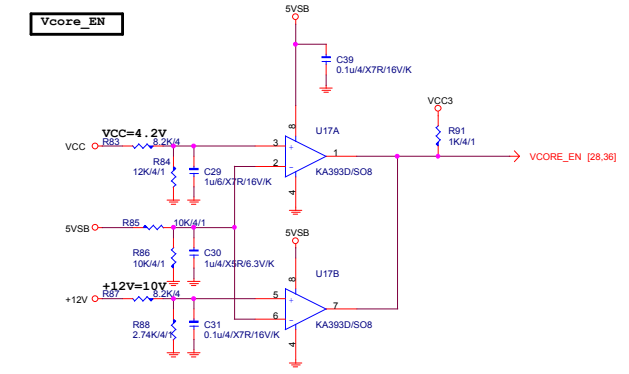 Vcore_EN
5VSB
C39
0.1u/4/X7R/16V/K
VCC3
8
U17A
R91
1K/4/1
VCC=4.2V
VCC
R83
8.2K/4
3
+
1
VCORE_EN [28,36]
R84
12K/4/1
C29
1u/6/X7R/16V/K
2
-
KA393D/SO8
4
5VSB
R85
10K/4/1
5VSB
R86
10K/4/1
C30
1u/4/X5R/6.3V/K
8
U17B
+12V=10V
+12V
R87
8.2K/4
5
+
7
R88
2.74K/4/1
C31
0.1u/4/X7R/16V/K
6
-
KA393D/SO8
4